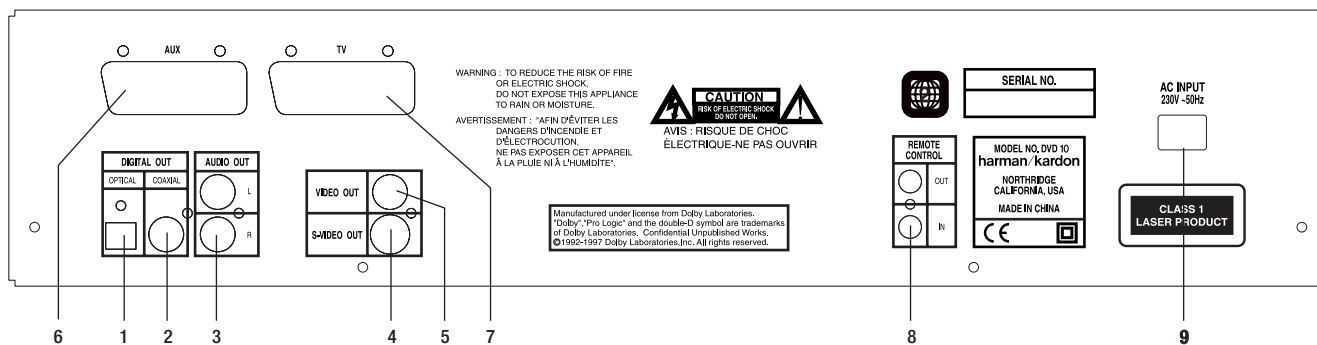 AUX
TV
WARNING : TO REDUCE THE RISK OF FIRE
OR ELECTRIC SHOCK,
DO NOT EXPOSE THIS APPLIANCE
TO RAIN OR MOISTURE.
AVERTISSEMENT : "AFIN D'ÉVITER LES
DANGERS D'INCENDIE ET
D'ÉLECTROCUTION,
NE PAS EXPOSER CET APPAREIL
À LA PLUIE NI À L'HUMIDITE".
CAUTION
RISK OF ELECTRIC SHOCK
DO NOT OPEN.
AVIS : RISQUE DE CHOC
ÉLECTRIQUE-NE PAS OUVRIR
SERIAL NO.
AC INPUT
230V ~50Hz
DIGITAL OUT
OPTICAL
COAXIAL
AUDIO OUT
L
R
VIDEO OUT
S-VIDEO OUT
Manufactured under license from Dolby Laboratories.
"Dolby","Pro Logic" and the double-D symbol are trademarks
of Dolby Laboratories. Confidential Unpublished Works.
©1992-1997 Dolby Laboratories,Inc. All rights reserved.
REMOTE
CONTROL
OUT
IN
MODEL NO. DVD 10
harman/kardon
NORTHRIDGE
CALIFORNIA, USA
MADE IN CHINA
CE
CLASS 1
LASER PRODUCT
6 1 2 3 4 5 7 8 9